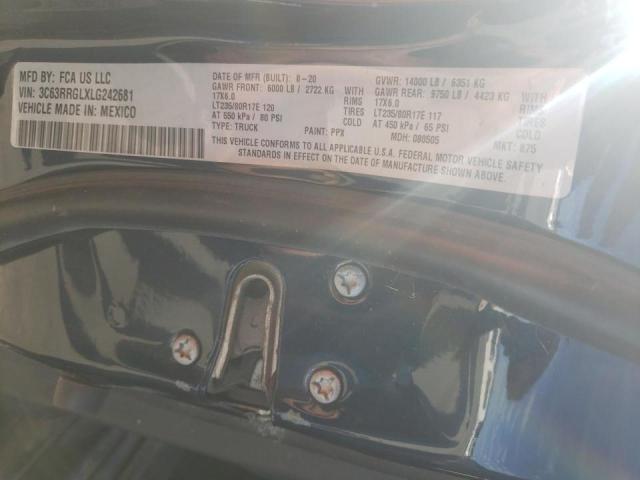 MFD BY: FCA US LLC
VIN: 3C63RRGLXLG242681
VEHICLE MADE IN: MEXICO
DATE OF MFR (BUILT): 8-20
GAWR FRONT: 6000 LB / 2722 KG WITH
17X6.0 RIMS
LT235/80R17E 120 TIRES
AT 550 kPa / 80 PSI
TYPE: TRUCK PAINT: PPX
GVWR: 14000 LB / 6351 KG
GAWR REAR: 9750 LB / 4423 KG WITH
17X6.0 RIMS
LT235/80R17E 117 TIRES
AT 450 kPa / 65 PSI
MDH: 080505 MKT: 675
THIS VEHICLE CONFORMS TO ALL APPLICABLE U.S.A. FEDERAL MOTOR VEHICLE SAFETY
STANDARDS IN EFFECT ON THE DATE OF MANUFACTURE SHOWN ABOVE.